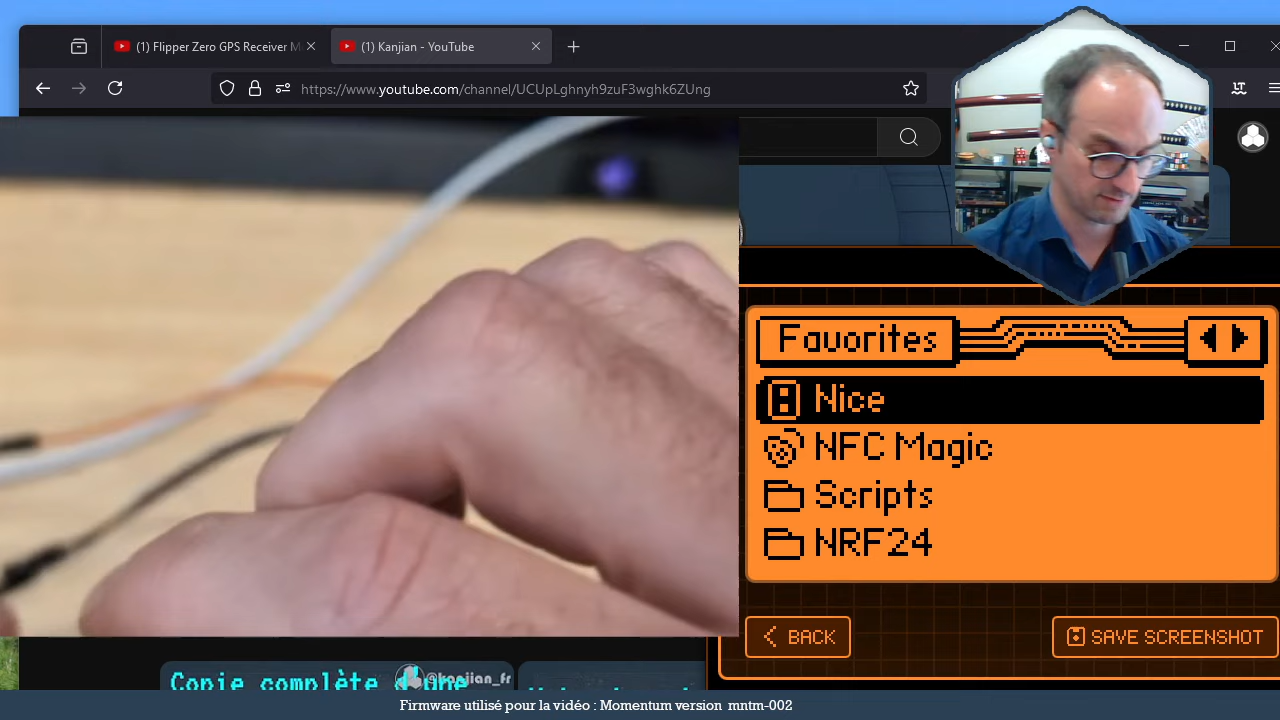 (1) Flipper Zero GPS Receiver M
(1) Kanjian - YouTube
https://www.youtube.com/channel/UCUpLghnyh9zuF3wghk6ZUng
Favorites
Nice
NFC Magic
Scripts
NRF24
BACK
SAVE SCREENSHOT
Copie complète d'une
@kanjian_fr
Firmware utilisé pour la vidéo : Momentum version mntm-002